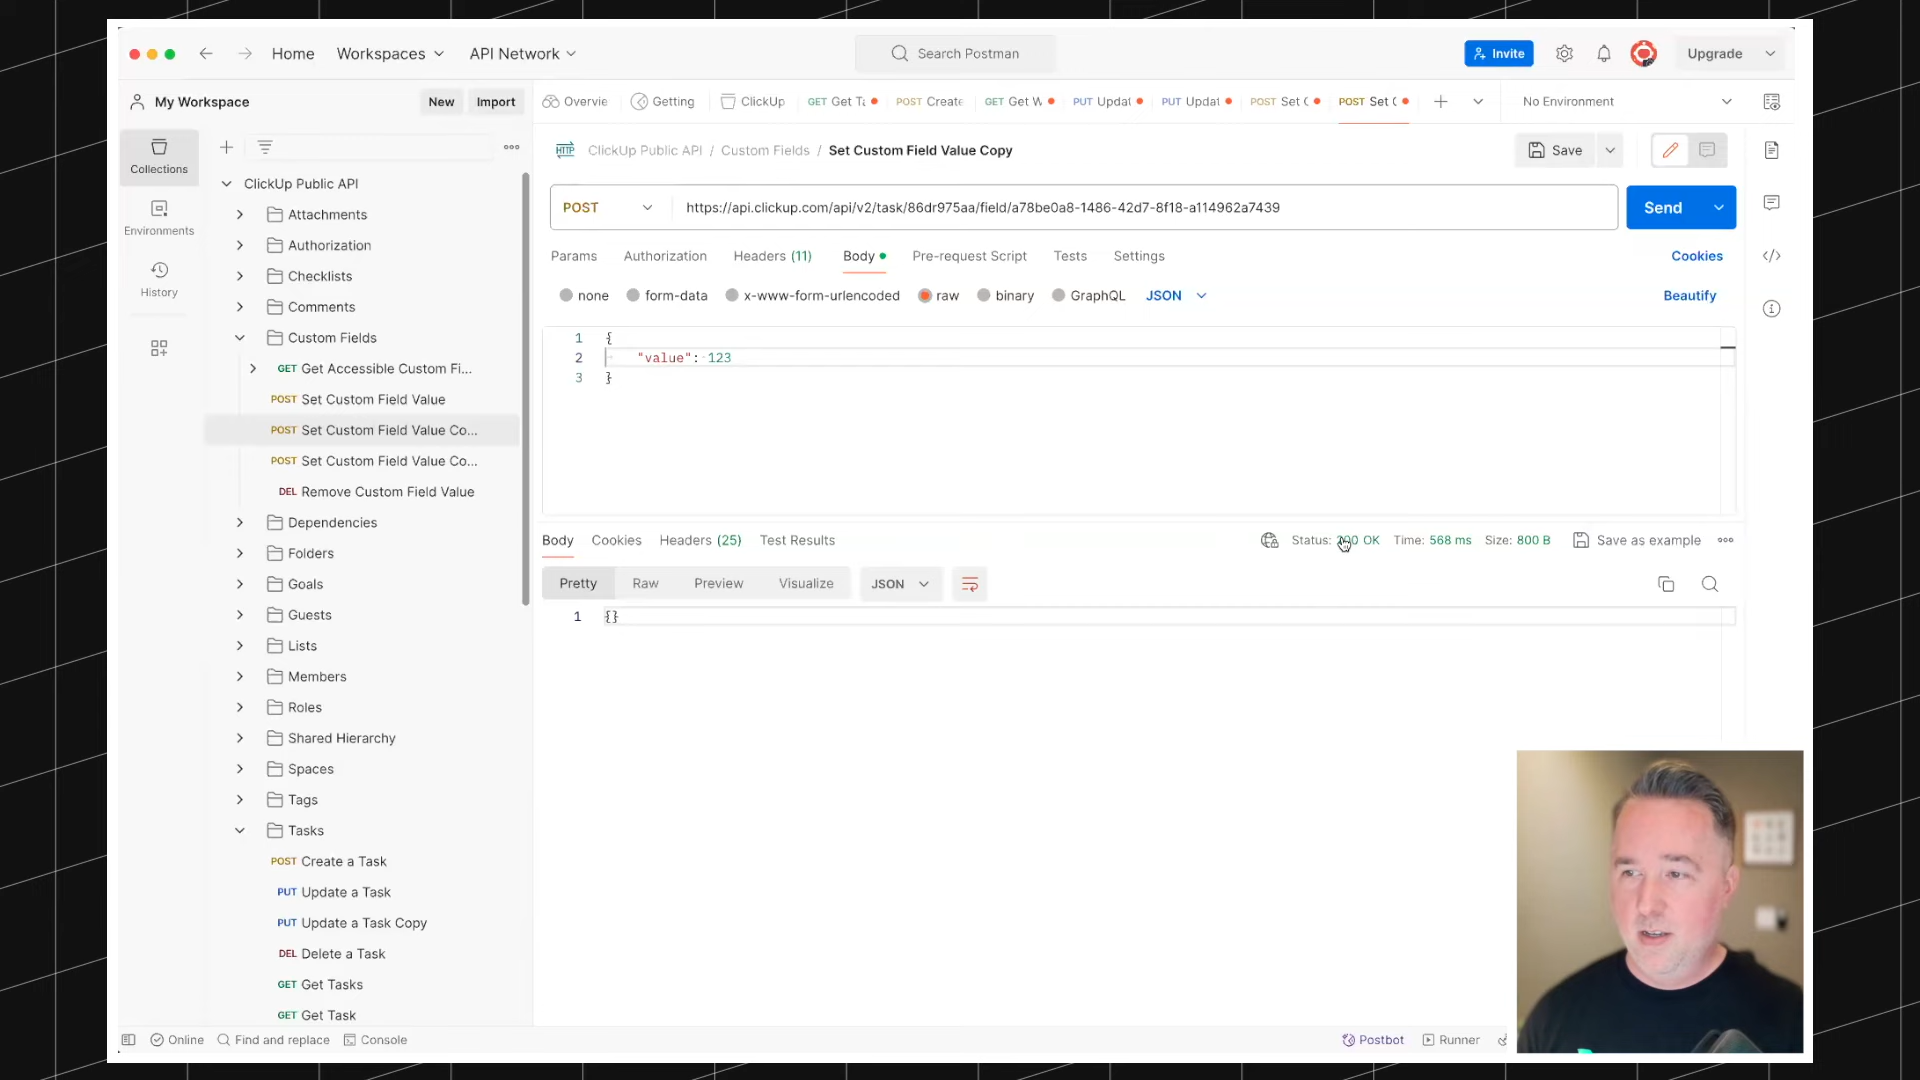 Home
Workspaces
API Network
Search Postman
Invite
Upgrade
My Workspace
New
Import
Overvie
Getting
ClickUp
GET Get T
POST Create
GET Get W
PUT Updat
PUT Updat
POST Set C
POST Set C
No Environment
Collections
Environments
History
ClickUp Public API
Attachments
Authorization
Checklists
Comments
Custom Fields
GET Get Accessible Custom Fi...
POST Set Custom Field Value
POST Set Custom Field Value Co...
POST Set Custom Field Value Co...
DEL Remove Custom Field Value
Dependencies
Folders
Goals
Guests
Lists
Members
Roles
Shared Hierarchy
Spaces
Tags
Tasks
POST Create a Task
PUT Update a Task
PUT Update a Task Copy
DEL Delete a Task
GET Get Tasks
GET Get Task
HTTP ClickUp Public API / Custom Fields / Set Custom Field Value Copy
Save
POST
https://api.clickup.com/api/v2/task/86dr975aa/field/a78be0a8-1486-42d7-8f18-a114962a7439
Send
Params
Authorization
Headers (11)
Body
Pre-request Script
Tests
Settings
Cookies
none
form-data
x-www-form-urlencoded
raw
binary
GraphQL
JSON
Beautify
1 {
2 "value": 123
3 }
Body
Cookies
Headers (25)
Test Results
Status: 200 OK
Time: 568 ms
Size: 800 B
Save as example
Pretty
Raw
Preview
Visualize
JSON
1 {}
Online
Find and replace
Console
Postbot
Runner